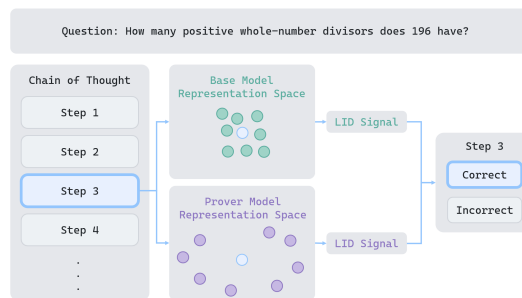 Question: How many positive whole-number divisors does 196 have?
Chain of Thought
Step 1
Step 2
Step 3
Step 4
.
.
.
Base Model
Representation Space
Prover Model
Representation Space
LID Signal
LID Signal
Step 3
Correct
Incorrect